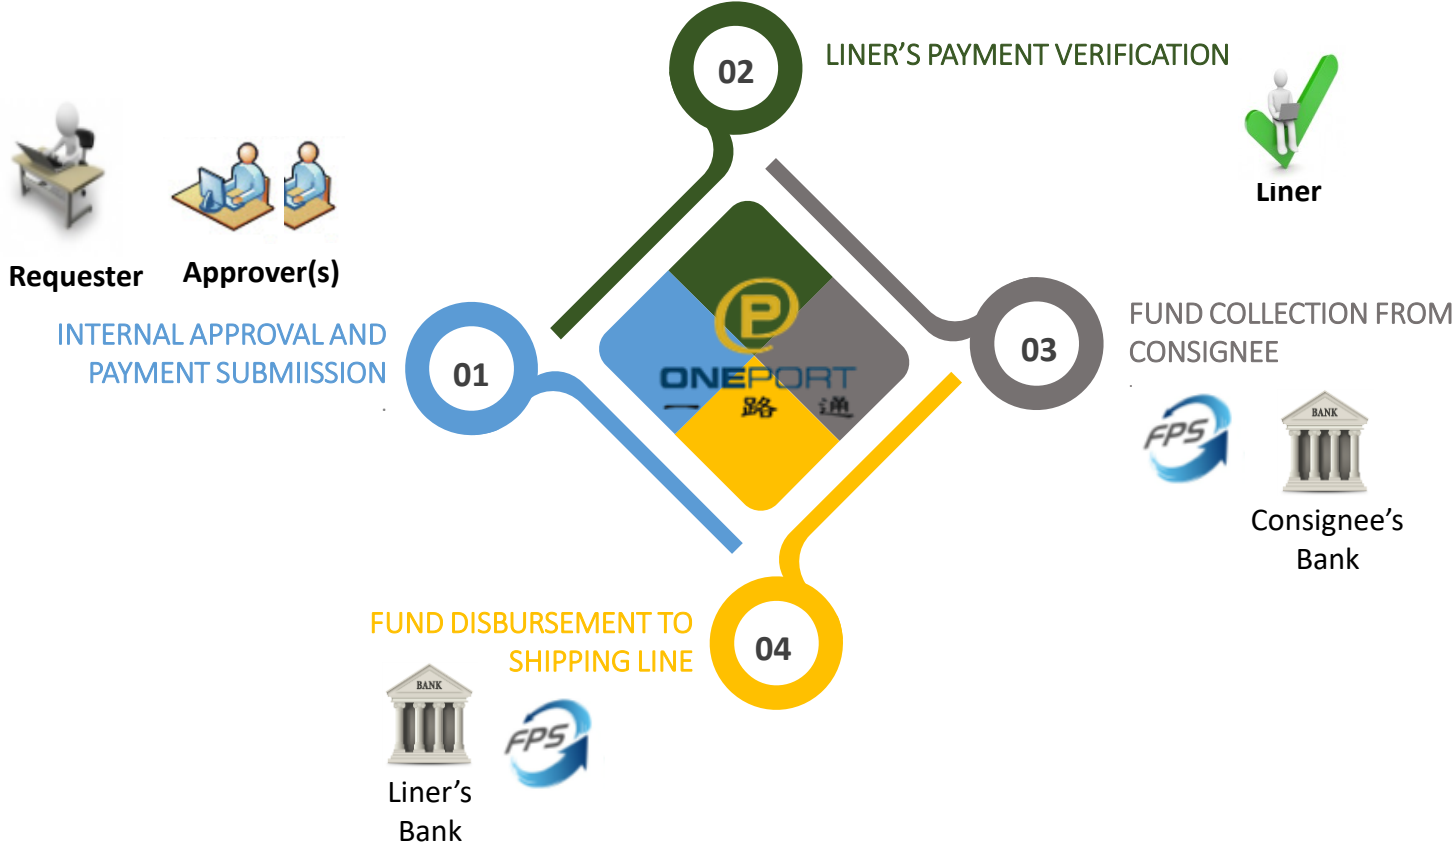 02
LINER'S PAYMENT VERIFICATION
Liner
Requester
Approver(s)
INTERNAL APPROVAL AND
PAYMENT SUBMIISSION
.
01
P
ONEPORT
一路通
03
FUND COLLECTION FROM
CONSIGNEE
.
FPS
BANK
Consignee's
Bank
FUND DISBURSEMENT TO
SHIPPING LINE
04
BANK
FPS
Liner's
Bank